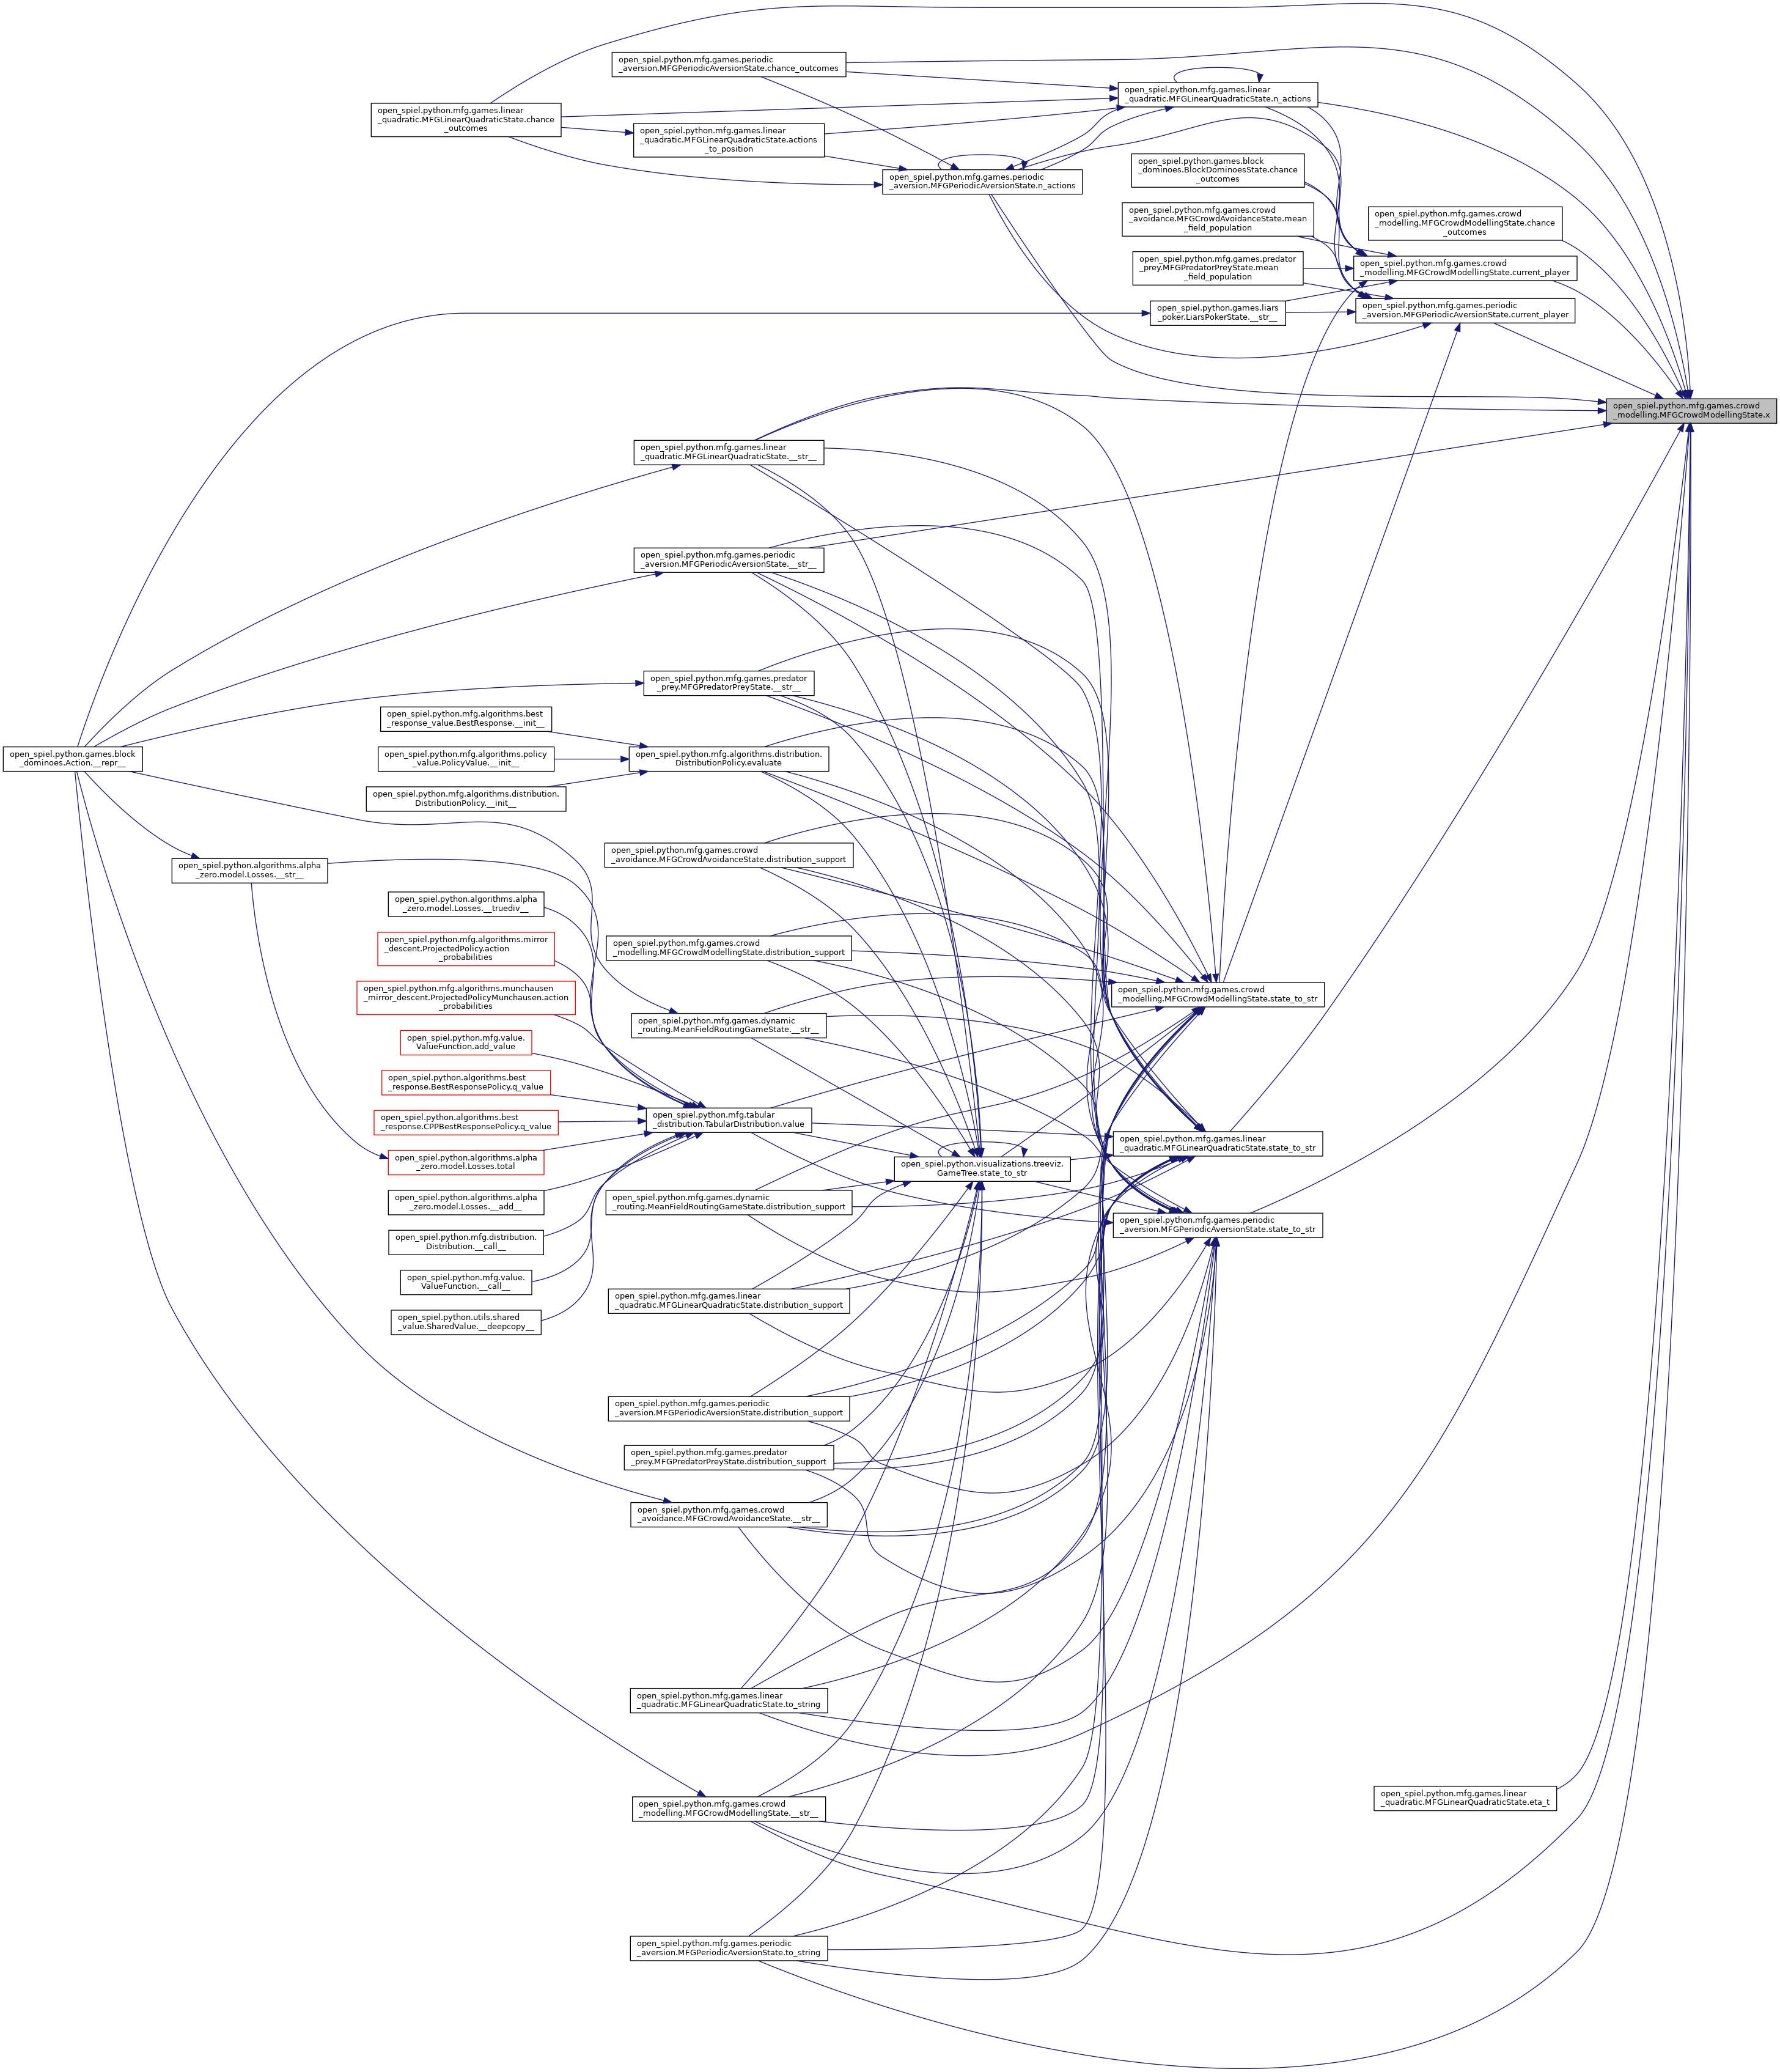 open_spiel.python.mfg.games.periodic
_aversion.MFGPeriodicAversionState.chance_outcomes
open_spiel.python.mfg.games.linear
_quadratic.MFGLinearQuadraticState.n_actions
open_spiel.python.mfg.games.linear
_quadratic.MFGLinearQuadraticState.chance
_outcomes
open_spiel.python.mfg.games.linear
_quadratic.MFGLinearQuadraticState.actions
_to_position
open_spiel.python.games.block
_dominoes.BlockDominoesState.chance
_outcomes
open_spiel.python.mfg.games.periodic
_aversion.MFGPeriodicAversionState.n_actions
open_spiel.python.mfg.games.crowd
_avoidance.MFGCrowdAvoidanceState.mean
_field_population
open_spiel.python.mfg.games.crowd
_modelling.MFGCrowdModellingState.chance
_outcomes
open_spiel.python.mfg.games.predator
_prey.MFGPredatorPreyState.mean
_field_population
open_spiel.python.mfg.games.crowd
_modelling.MFGCrowdModellingState.current_player
open_spiel.python.games.liars
_poker.LiarsPokerState.__str__
open_spiel.python.mfg.games.periodic
_aversion.MFGPeriodicAversionState.current_player
open_spiel.python.mfg.games.crowd
_modelling.MFGCrowdModellingState.x
open_spiel.python.mfg.games.linear
_quadratic.MFGLinearQuadraticState.__str__
open_spiel.python.mfg.games.periodic
_aversion.MFGPeriodicAversionState.__str__
open_spiel.python.mfg.games.predator
_prey.MFGPredatorPreyState.__str__
open_spiel.python.mfg.algorithms.best
_response_value.BestResponse.__init__
open_spiel.python.games.block
_dominoes.Action.__repr__
open_spiel.python.mfg.algorithms.policy
_value.PolicyValue.__init__
open_spiel.python.mfg.algorithms.distribution.
DistributionPolicy.evaluate
open_spiel.python.mfg.algorithms.distribution.
DistributionPolicy.__init__
open_spiel.python.mfg.games.crowd
_avoidance.MFGCrowdAvoidanceState.distribution_support
open_spiel.python.algorithms.alpha
_zero.model.Losses.__str__
open_spiel.python.algorithms.alpha
_zero.model.Losses.__truediv__
open_spiel.python.mfg.algorithms.mirror
_descent.ProjectedPolicy.action
_probabilities
open_spiel.python.mfg.games.crowd
_modelling.MFGCrowdModellingState.distribution_support
open_spiel.python.mfg.algorithms.munchausen
_mirror_descent.ProjectedPolicyMunchausen.action
_probabilities
open_spiel.python.mfg.games.crowd
_modelling.MFGCrowdModellingState.state_to_str
open_spiel.python.mfg.games.dynamic
_routing.MeanFieldRoutingGameState.__str__
open_spiel.python.mfg.value.
ValueFunction.add_value
open_spiel.python.algorithms.best
_response.BestResponsePolicy.q_value
open_spiel.python.algorithms.best
_response.CPPBestResponsePolicy.q_value
open_spiel.python.mfg.tabular
_distribution.TabularDistribution.value
open_spiel.python.mfg.games.linear
_quadratic.MFGLinearQuadraticState.state_to_str
open_spiel.python.algorithms.alpha
_zero.model.Losses.total
open_spiel.python.visualizations.treeviz.
GameTree.state_to_str
open_spiel.python.algorithms.alpha
_zero.model.Losses.__add__
open_spiel.python.mfg.games.dynamic
_routing.MeanFieldRoutingGameState.distribution_support
open_spiel.python.mfg.games.periodic
_aversion.MFGPeriodicAversionState.state_to_str
open_spiel.python.mfg.distribution.
Distribution.__call__
open_spiel.python.mfg.value.
ValueFunction.__call__
open_spiel.python.mfg.games.linear
_quadratic.MFGLinearQuadraticState.distribution_support
open_spiel.python.utils.shared
_value.SharedValue.__deepcopy__
open_spiel.python.mfg.games.periodic
_aversion.MFGPeriodicAversionState.distribution_support
open_spiel.python.mfg.games.predator
_prey.MFGPredatorPreyState.distribution_support
open_spiel.python.mfg.games.crowd
_avoidance.MFGCrowdAvoidanceState.__str__
open_spiel.python.mfg.games.linear
_quadratic.MFGLinearQuadraticState.to_string
open_spiel.python.mfg.games.linear
_quadratic.MFGLinearQuadraticState.eta_t
open_spiel.python.mfg.games.crowd
_modelling.MFGCrowdModellingState.__str__
open_spiel.python.mfg.games.periodic
_aversion.MFGPeriodicAversionState.to_string